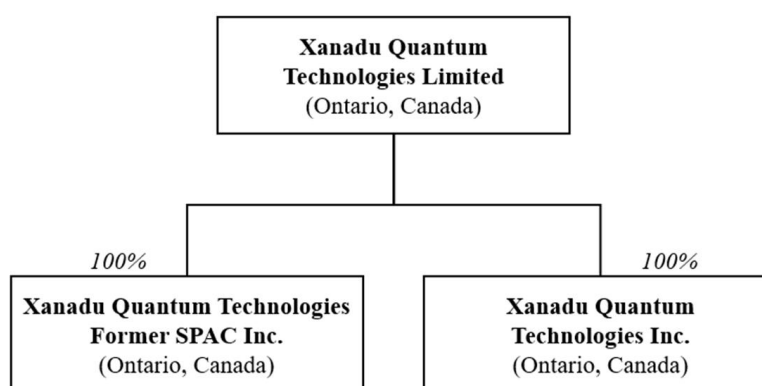 Xanadu Quantum
Technologies Limited
(Ontario, Canada)
100%
100%
Xanadu Quantum Technologies
Former SPAC Inc.
(Ontario, Canada)
Xanadu Quantum
Technologies Inc.
(Ontario, Canada)